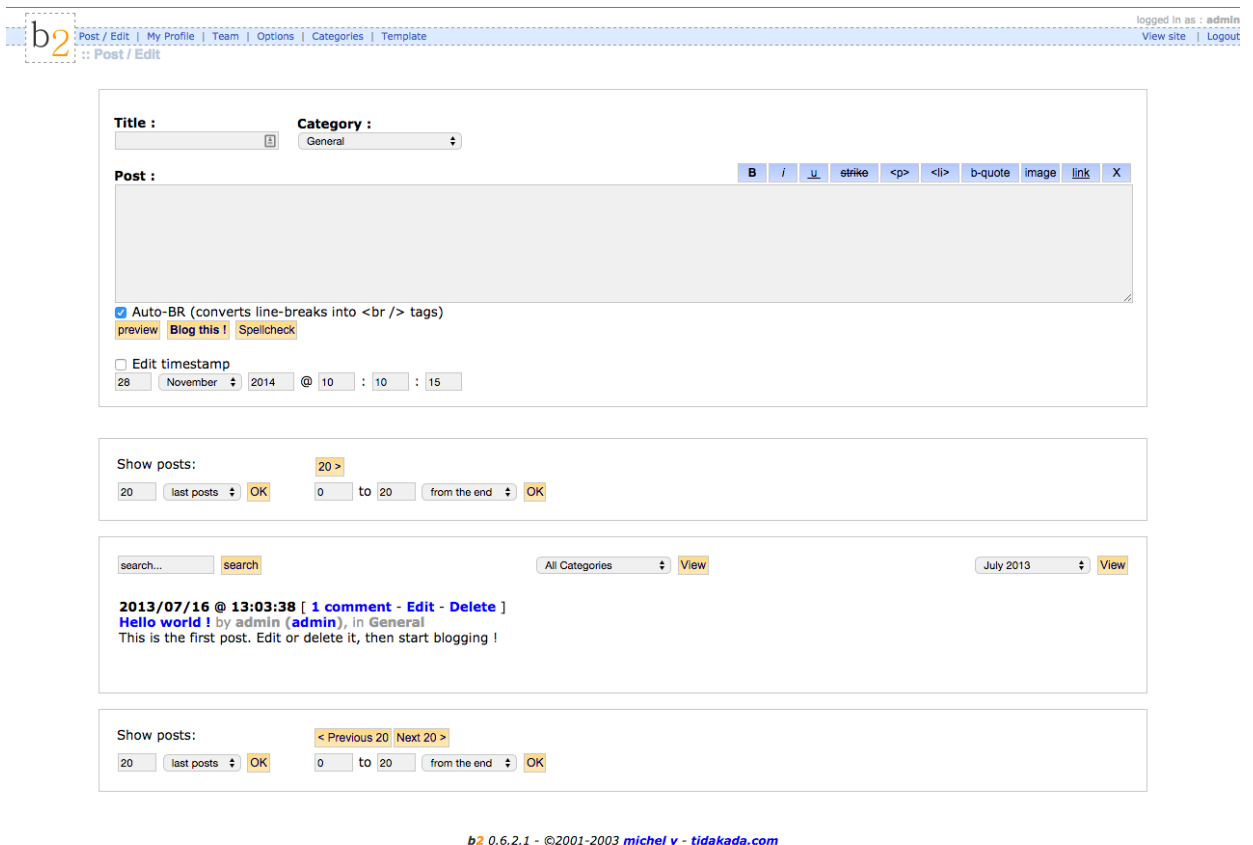 logged in as : admin
b2
Post / Edit | My Profile | Team | Options | Categories | Template
View site | Logout
:: Post / Edit
Title :
Category :
General
Post :
B i u strike <p> <li> b-quote image link X
Auto-BR (converts line-breaks into <br /> tags)
preview Blog this ! Spellcheck
Edit timestamp
28 November 2014 @ 10 : 10 : 15
Show posts:
20 >
20 last posts OK
0 to 20 from the end OK
search... search
All Categories View
July 2013 View
2013/07/16 @ 13:03:38 [ 1 comment - Edit - Delete ]
Hello world ! by admin (admin), in General
This is the first post. Edit or delete it, then start blogging !
Show posts:
< Previous 20 Next 20 >
20 last posts OK
0 to 20 from the end OK
b2 0.6.2.1 - ©2001-2003 michel v - tidakada.com